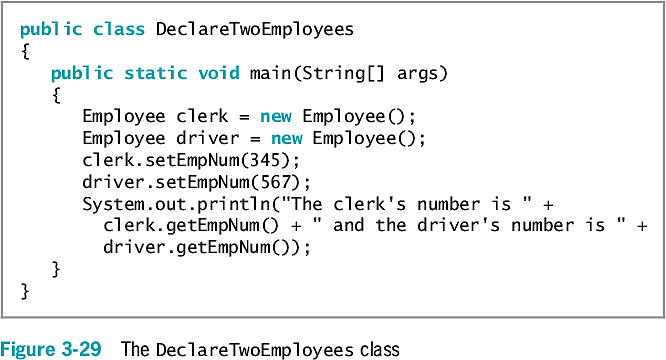 public class DeclareTwoEmployees
{
   public static void main(String[] args)
   {
      Employee clerk = new Employee();
      Employee driver = new Employee();
      clerk.setEmpNum(345);
      driver.setEmpNum(567);
      System.out.println("The clerk's number is " +
        clerk.getEmpNum() + " and the driver's number is " +
        driver.getEmpNum());
   }
}
Figure 3-29 The DeclareTwoEmployees class